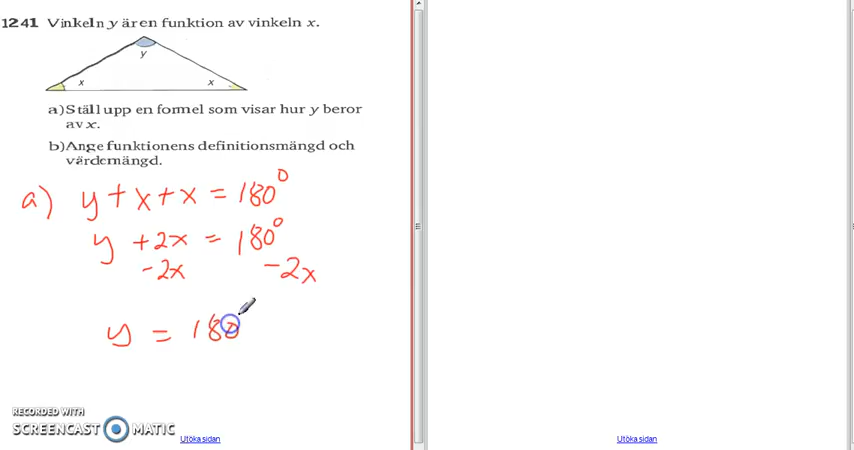 1241 Vinkeln y är en funktion av vinkeln x.
y
x
x
a) Ställ upp en formel som visar hur y beror
av x.
b) Ange funktionens definitionsmängd och
värdemängd.
a) y + x + x = 180°
y + 2x = 180°
-2x -2x
y = 180
RECORDED WITH
SCREENCAST MATIC
Utöka sidan
Utöka sidan